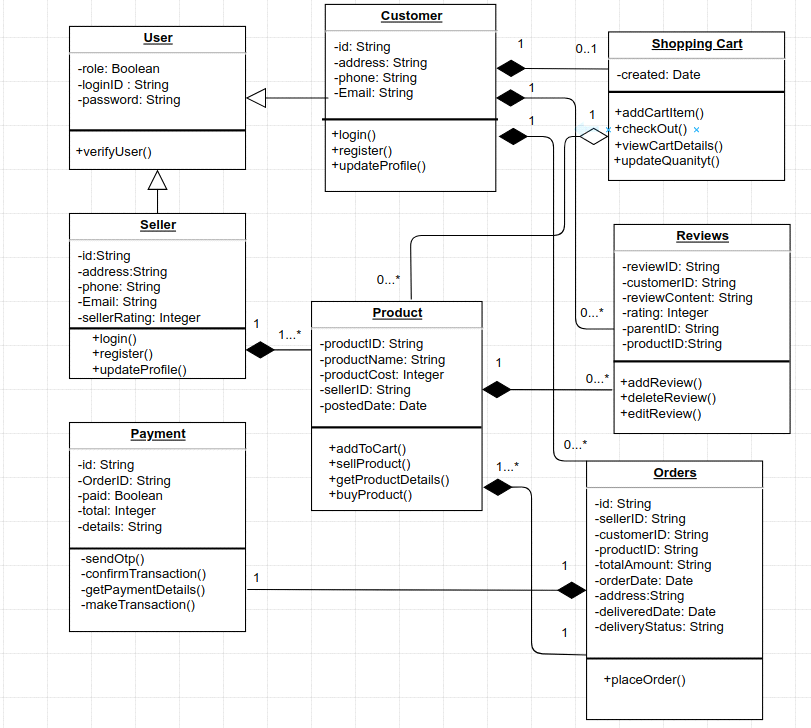 User
-role: Boolean
-loginID : String
-password: String
+verifyUser()
Customer
-id: String
-address: String
-phone: String
-Email: String
+login()
+register()
+updateProfile()
1
0..1
1
1
Shopping Cart
-created: Date
1
+addCartItem()
+checkOut()
+viewCartDetails()
+updateQuanityt()
Seller
-id:String
-address:String
-phone: String
-Email: String
-sellerRating: Integer
+login()
+register()
+updateProfile()
1
1...*
0...*
Product
-productID: String
-productName: String
-productCost: Integer
-sellerID: String
-postedDate: Date
+addToCart()
+sellProduct()
+getProductDetails()
+buyProduct()
0...*
Reviews
-reviewID: String
-customerID: String
-reviewContent: String
-rating: Integer
-parentID: String
-productID:String
+addReview()
+deleteReview()
+editReview()
1
0...*
0...*
1...*
Payment
-id: String
-OrderID: String
-paid: Boolean
-total: Integer
-details: String
-sendOtp()
-confirmTransaction()
-getPaymentDetails()
-makeTransaction()
1
1
1
Orders
-id: String
-sellerID: String
-customerID: String
-productID: String
-totalAmount: String
-orderDate: Date
-address:String
-deliveredDate: Date
-deliveryStatus: String
+placeOrder()